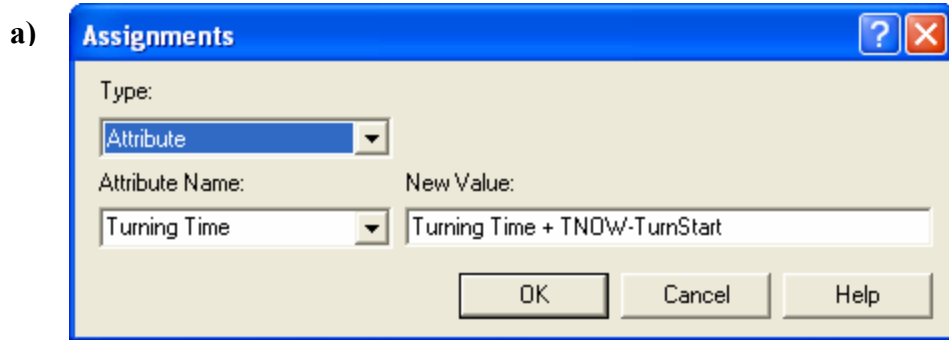 a)
Assignments
Type:
Attribute
Attribute Name: New Value:
Turning Time Turning Time + TNOW-TurnStart
OK Cancel Help